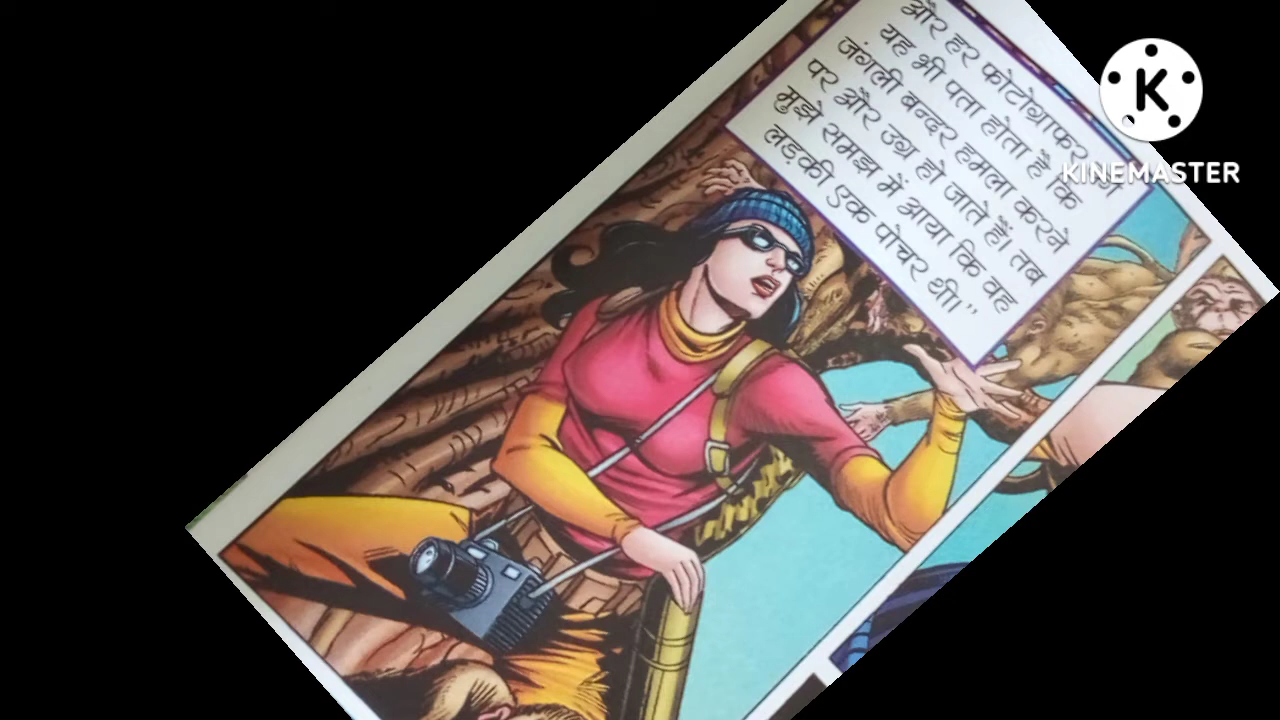 और हर फोटोग्राफर
यह भी पता होता है कि
जंगली बन्दर हमला करने
पर और उग्र हो जाते हैं। तब
मुझे समझ में आया कि वह
लड़की एक पोचर थी।”
K
KINEMASTER